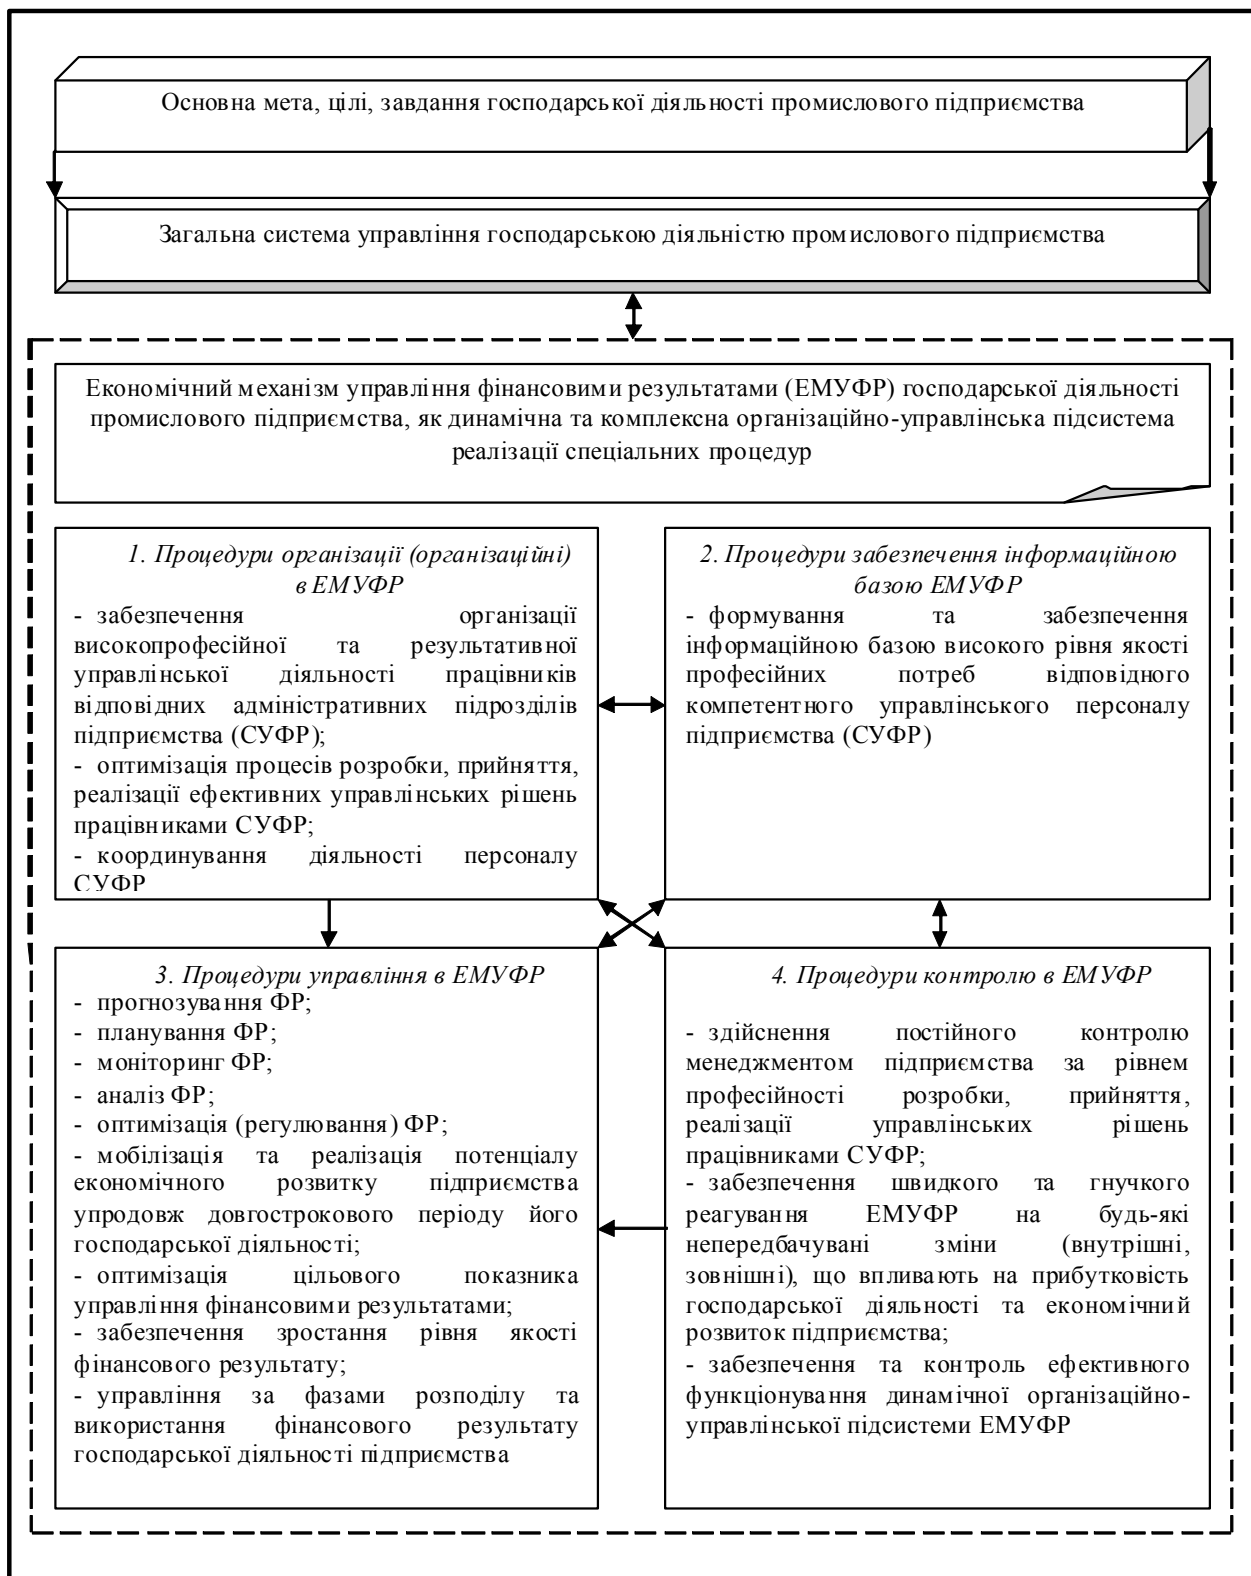 Основна мета, цілі, завдання господарської діяльності промислового підприємства
Загальна система управління господарською діяльністю промислового підприємства
Економічний механізм управління фінансовими результатами (ЕМУФР) господарської діяльності
промислового підприємства, як динамічна та комплексна організаційно-управлінська підсистема
реалізації спеціальних процедур
1. Процедури організації (організаційні)
в ЕМУФР
- забезпечення організації
високопрофесійної та результативної
управлінської діяльності працівників
відповідних адміністративних підрозділів
підприємства (СУФР);
- оптимізація процесів розробки, прийняття,
реалізації ефективних управлінських рішень
працівниками СУФР;
- координування діяльності персоналу
СУФР
2. Процедури забезпечення інформаційною
базою ЕМУФР
- формування та забезпечення
інформаційною базою високого рівня якості
професійних потреб відповідного
компетентного управлінського персоналу
підприємства (СУФР)
3. Процедури управління в ЕМУФР
- прогнозування ФР;
- планування ФР;
- моніторинг ФР;
- аналіз ФР;
- оптимізація (регулювання) ФР;
- мобілізація та реалізація потенціалу
економічного розвитку підприємства
упродовж довгострокового періоду його
господарської діяльності;
- оптимізація цільового показника
управління фінансовими результатами;
- забезпечення зростання рівня якості
фінансового результату;
- управління за фазами розподілу та
використання фінансового результату
господарської діяльності підприємства
4. Процедури контролю в ЕМУФР
- здійснення постійного контролю
менеджментом підприємства за рівнем
професійності розробки, прийняття,
реалізації управлінських рішень
працівниками СУФР;
- забезпечення швидкого та гнучкого
реагування ЕМУФР на будь-які
непередбачувані зміни (внутрішні,
зовнішні), що впливають на прибутковість
господарської діяльності та економічний
розвиток підприємства;
- забезпечення та контроль ефективного
функціонування динамічної організаційно-
управлінської підсистеми ЕМУФР